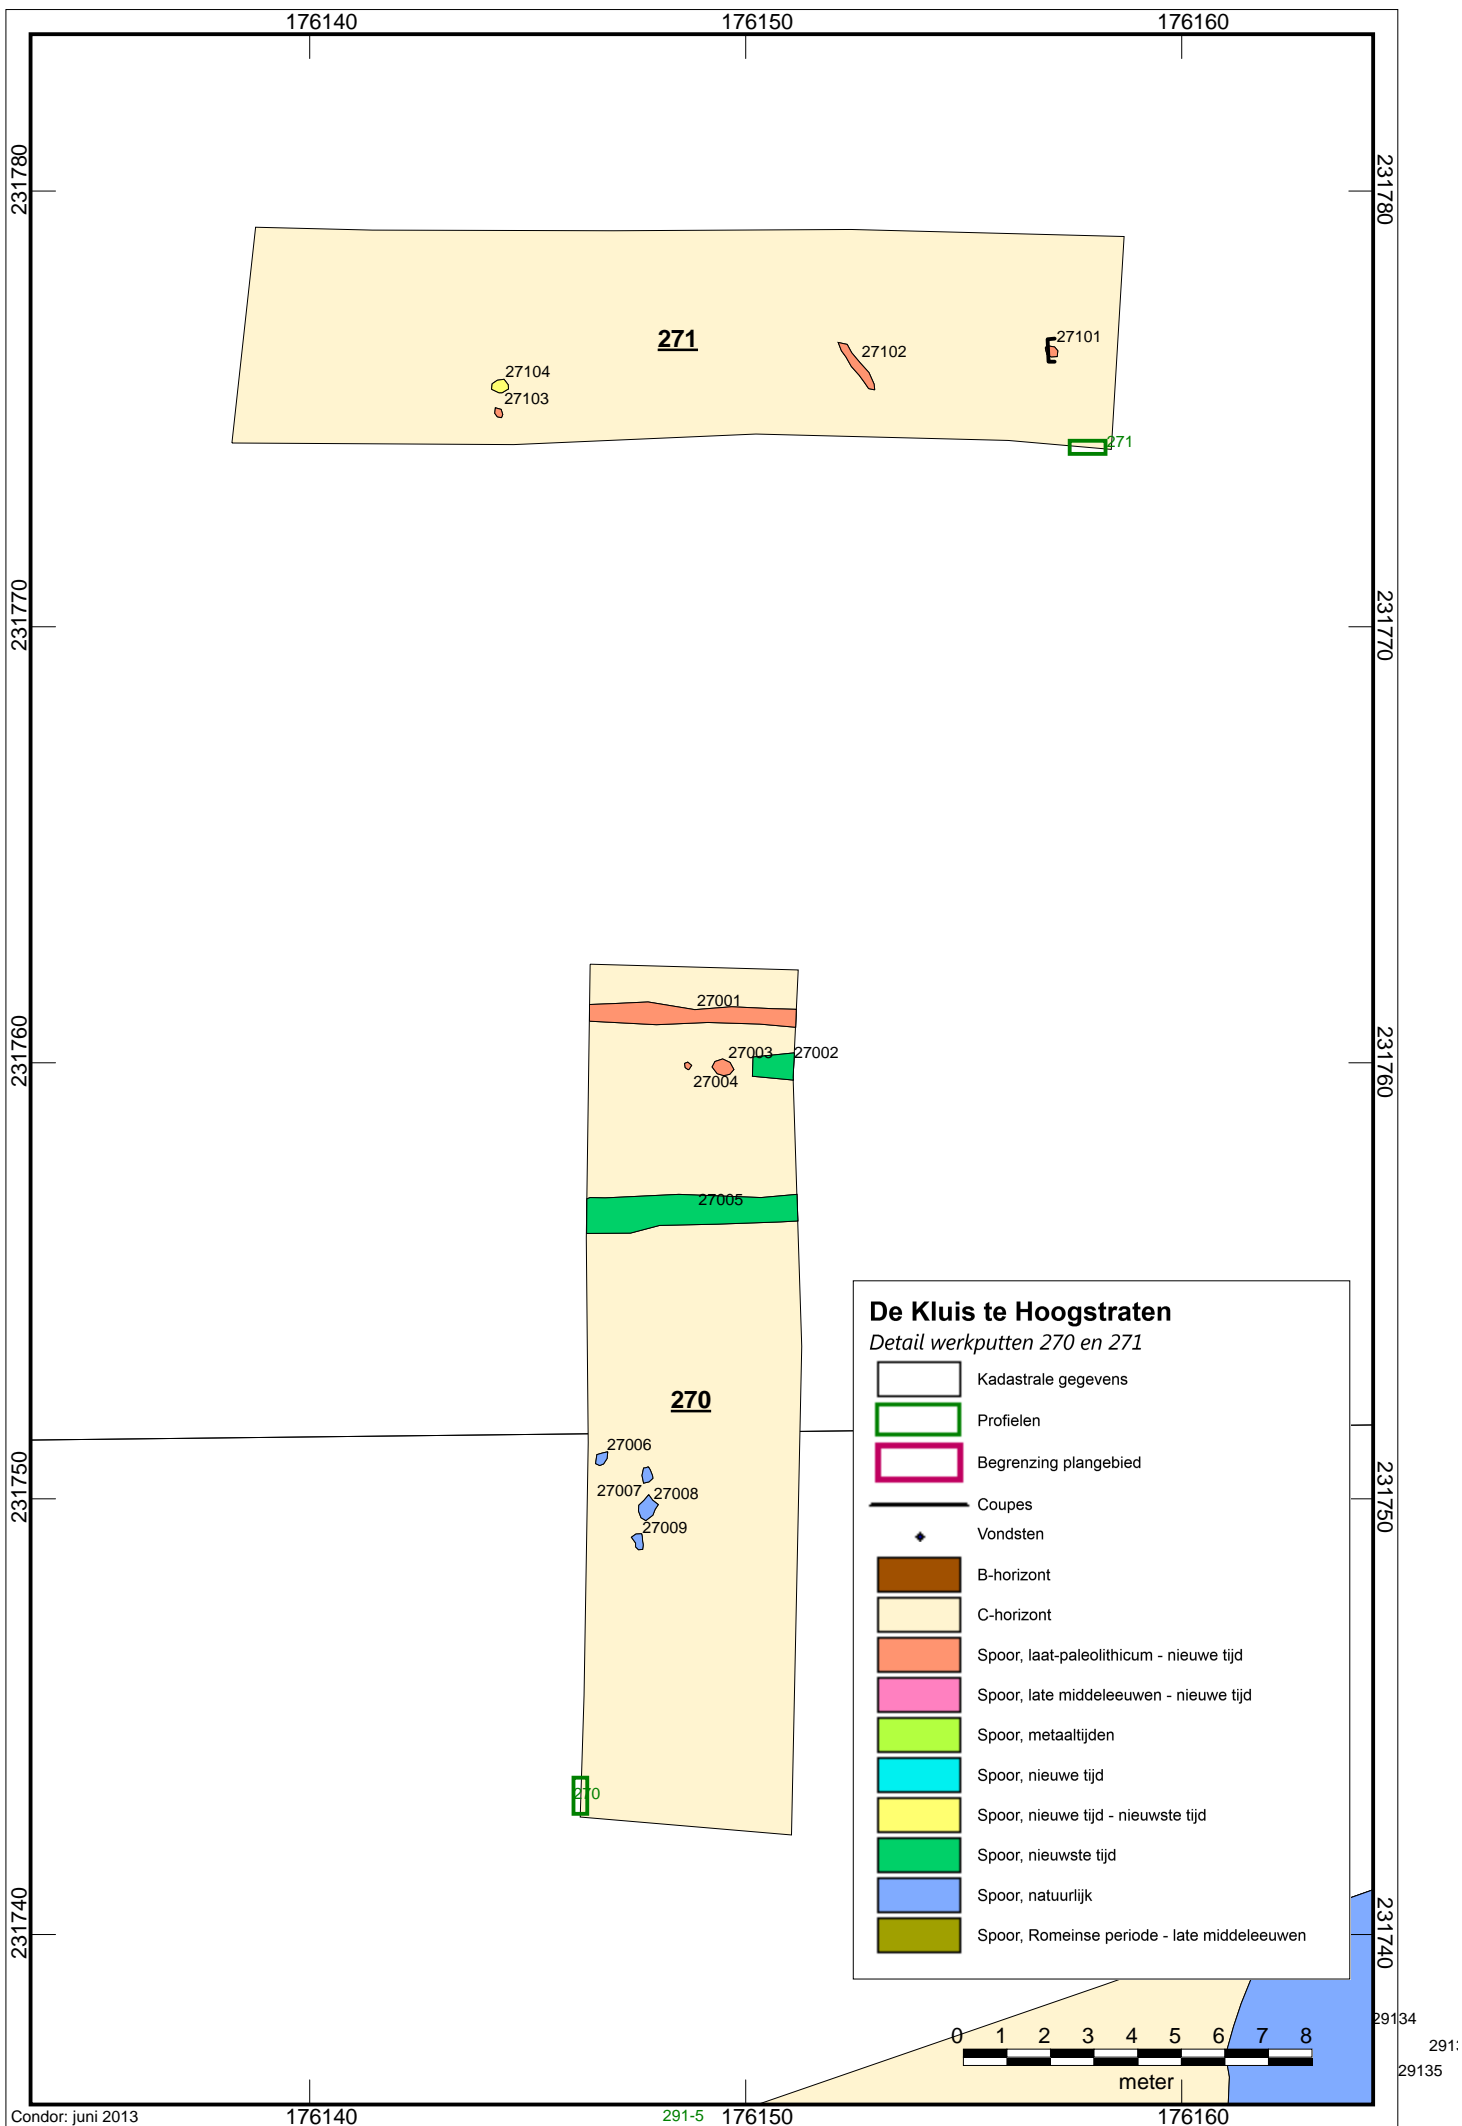 176140
176150
176160
231780
231780
271
27101
27102
27104
27103
271
231770
231770
27001
27003
27002
27004
231760
231760
27005
270
27006
27007
27008
27009
231750
231750
270
De Kluis te Hoogstraten
Detail werkputten 270 en 271
Kadastrale gegevens
Profielen
Begrenzing plangebied
Coupes
Vondsten
B-horizont
C-horizont
Spoor, laat-paleolithicum - nieuwe tijd
Spoor, late middeleeuwen - nieuwe tijd
Spoor, metaaltijden
Spoor, nieuwe tijd
Spoor, nieuwe tijd - nieuwste tijd
Spoor, nieuwste tijd
Spoor, natuurlijk
Spoor, Romeinse periode - late middeleeuwen
231740
231740
29134
29135
0 1 2 3 4 5 6 7 8
meter
Condor: juni 2013
176140
291-5
176150
176160